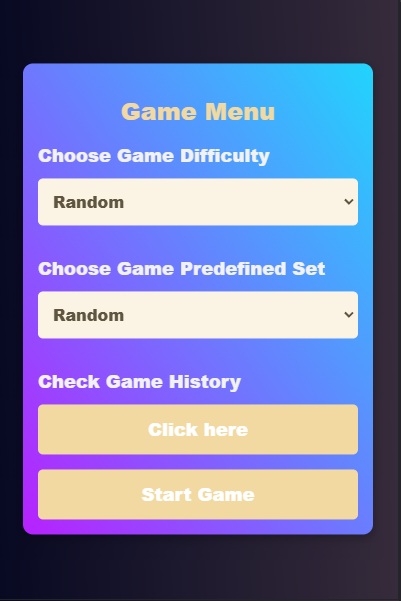 Game Menu
Choose Game Difficulty
Random
Choose Game Predefined Set
Random
Check Game History
Click here
Start Game